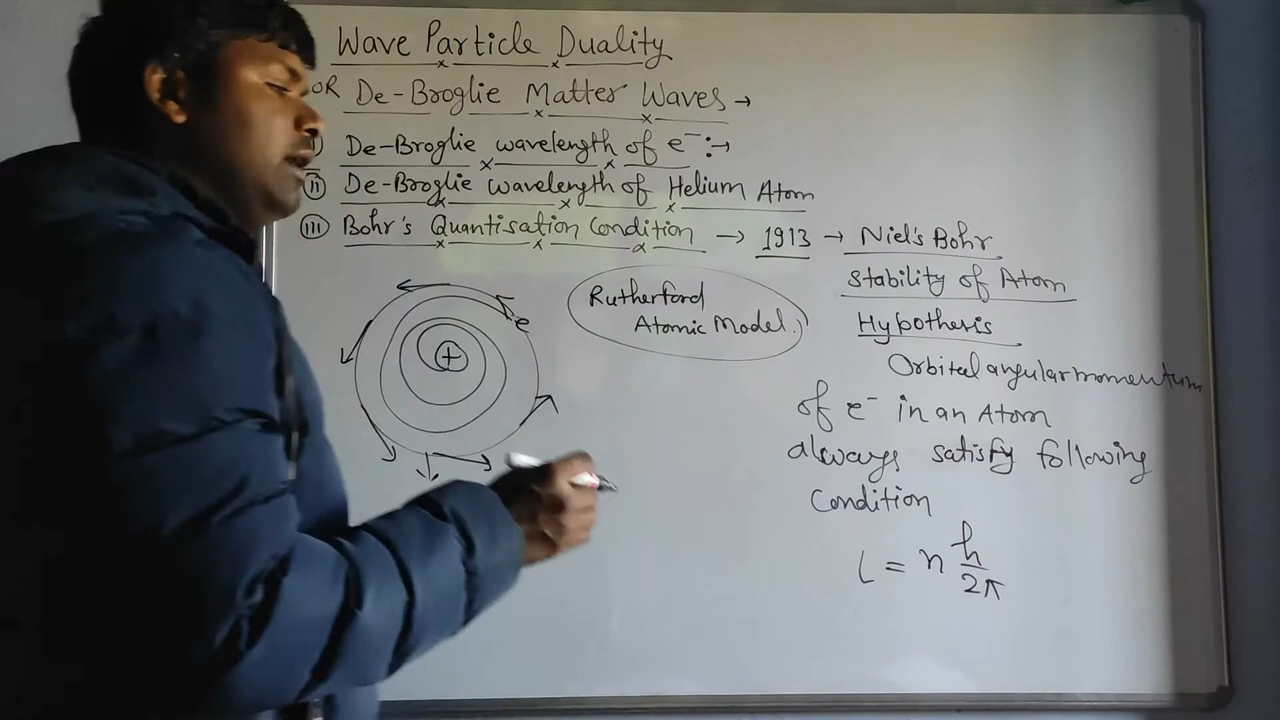 Wave Particle Duality
OR De-Broglie Matter Waves →
) De-Broglie wavelength of e⁻:→
(ii) De-Broglie wavelength of Helium Atom
(iii) Bohr's Quantisation Condition → 1913 → Niel's Bohr
Stability of Atom
Rutherford
Atomic Model.
Hypothesis
e
+
Orbital angular momentum
of e⁻ in an Atom
always satisfy following
Condition
L = n h/2π